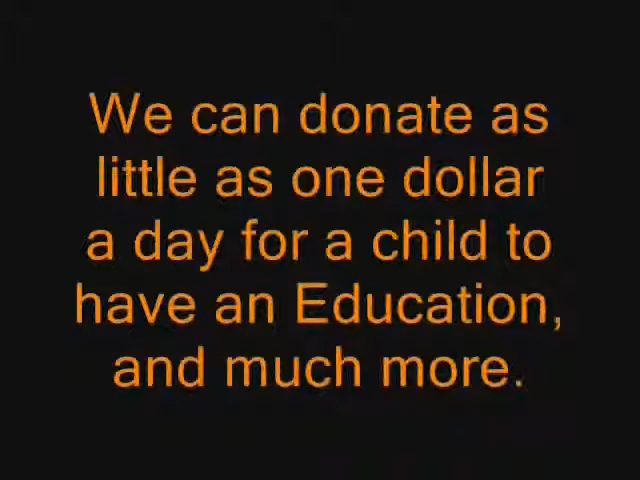 We can donate as
little as one dollar
a day for a child to
have an Education,
and much more.